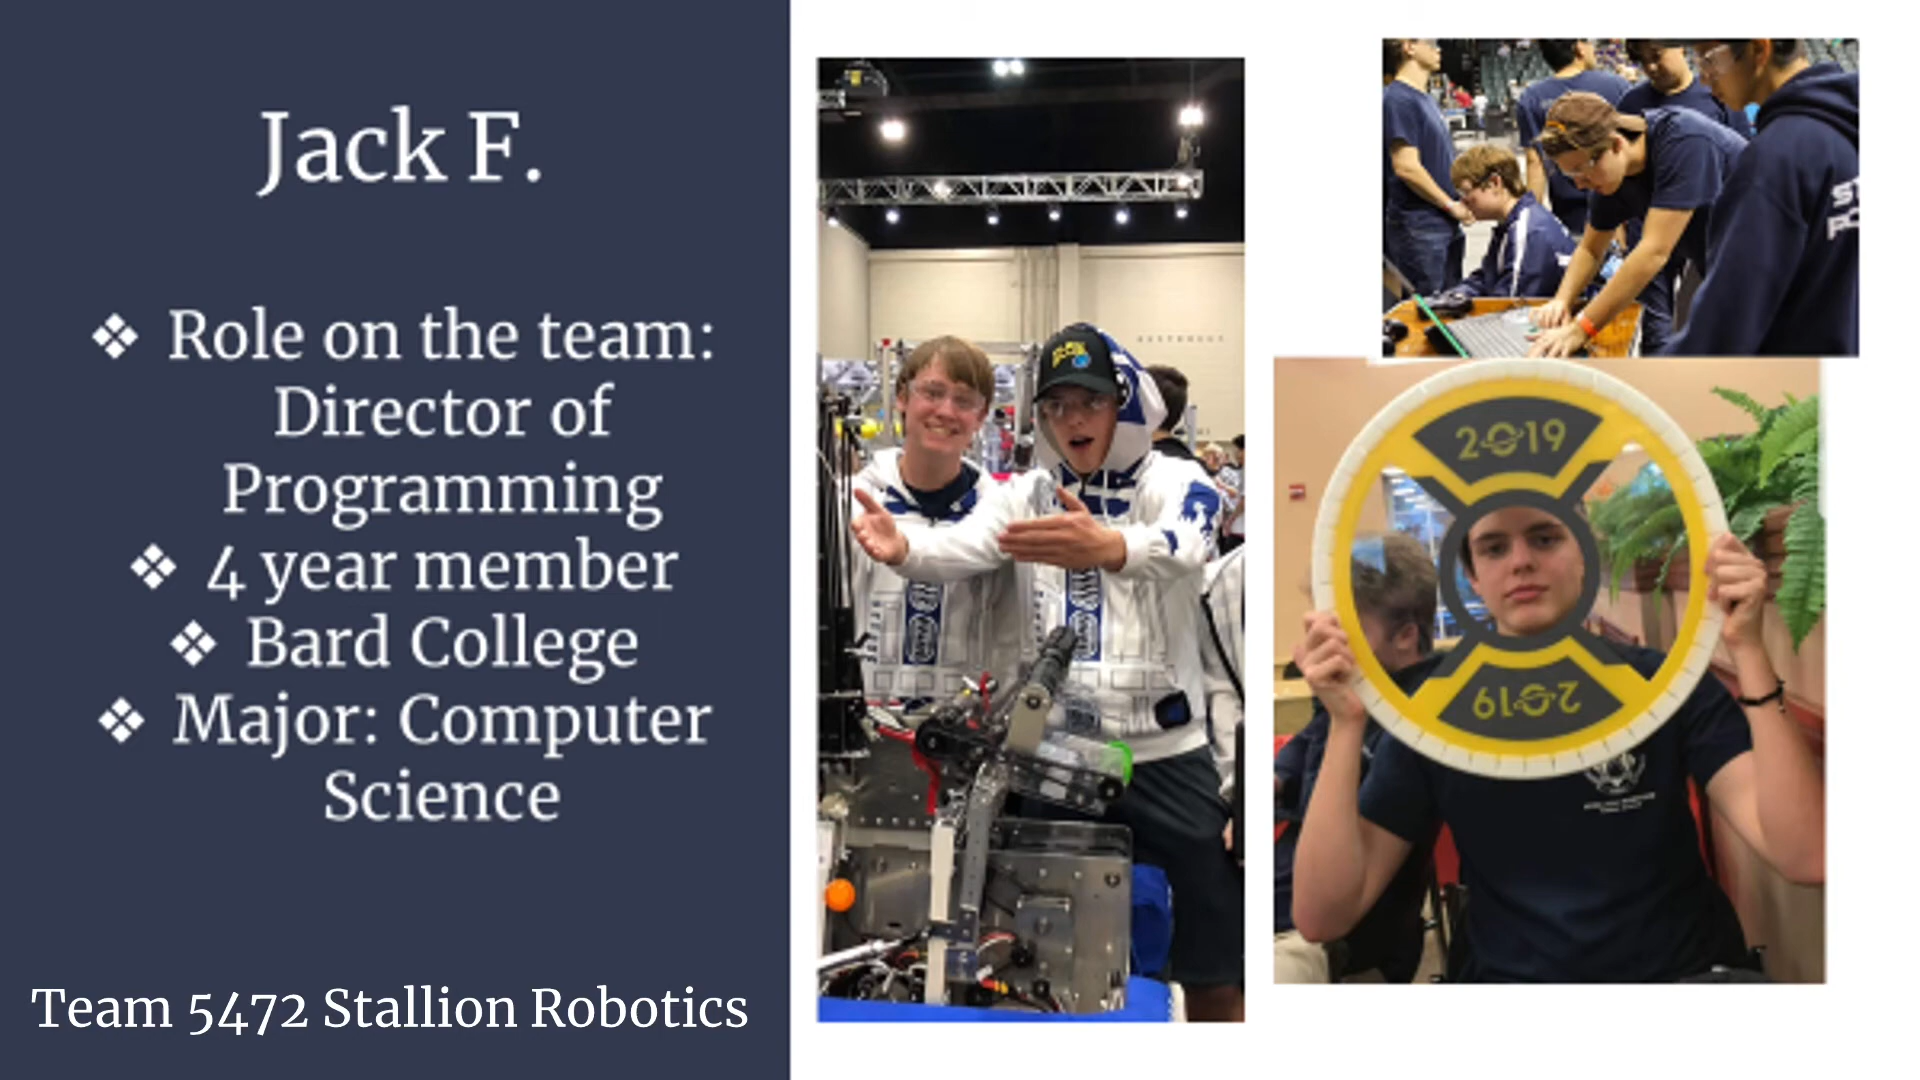 Jack F.
❖ Role on the team:
Director of
Programming
❖ 4 year member
❖ Bard College
❖ Major: Computer
Science
Team 5472 Stallion Robotics
2019
2019